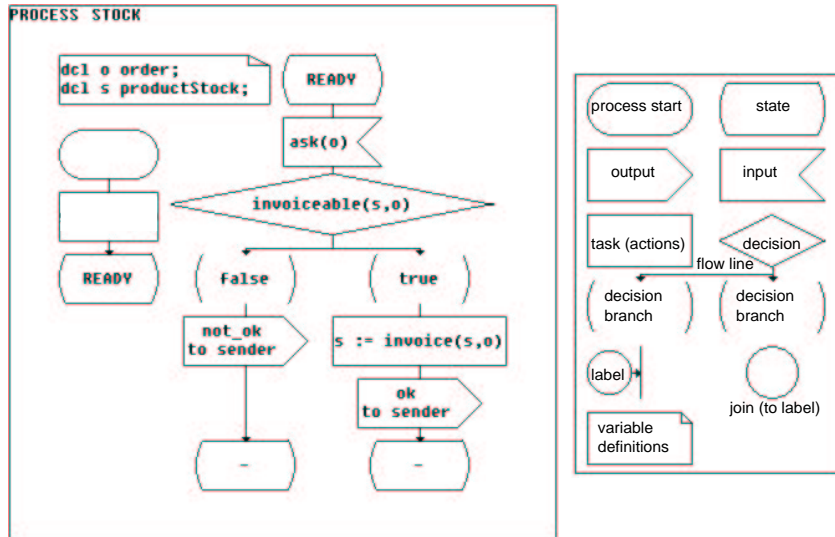 PROCESS STOCK
dcl o order;
dcl s productStock;
READY
ask(o)
invoiceable(s,o)
READY
false
true
not_ok
to sender
s := invoice(s,o)
ok
to sender
-
-
process start
state
output
input
task (actions)
decision
flow line
decision
branch
decision
branch
label
join (to label)
variable
definitions